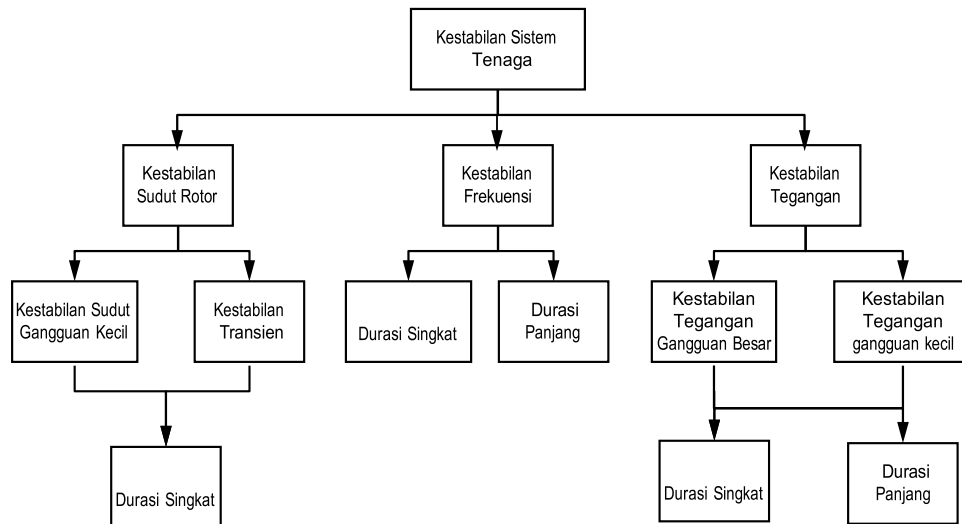 Kestabilan Sistem
Tenaga
Kestabilan
Sudut Rotor
Kestabilan
Frekuensi
Kestabilan
Tegangan
Kestabilan Sudut
Gangguan Kecil
Kestabilan
Transien
Durasi Singkat
Durasi
Panjang
Kestabilan
Tegangan
Gangguan Besar
Kestabilan
Tegangan
gangguan kecil
Durasi Singkat
Durasi Singkat
Durasi
Panjang